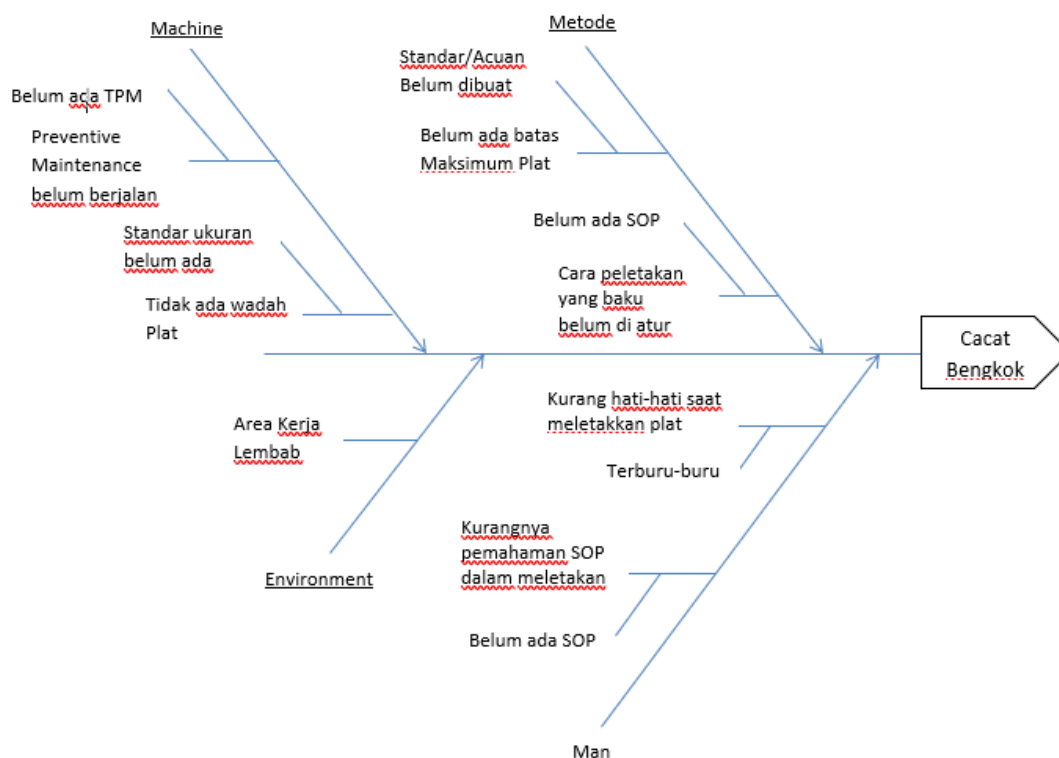 Machine
Belum ada TPM
Preventive
Maintenance
belum berjalan
Standar ukuran
belum ada
Tidak ada wadah
Plat
Metode
Standar/Acuan
Belum dibuat
Belum ada batas
Maksimum Plat
Belum ada SOP
Cara peletakan
yang baku
belum di atur
Cacat
Bengkok
Area Kerja
Lembab
Environment
Kurang hati-hati saat
meletakkan plat
Terburu-buru
Kurangnya
pemahaman SOP
dalam meletakan
Belum ada SOP
Man